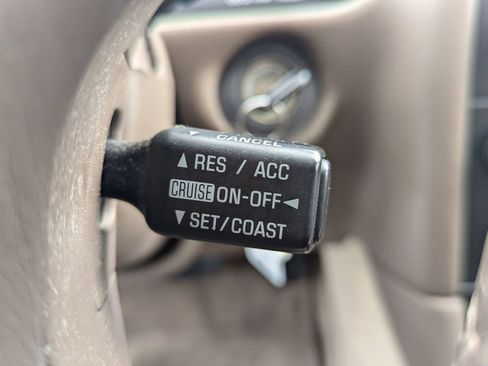 ▼ CANCEL
▲ RES / ACC
CRUISE ON-OFF ◄
▼ SET/COAST